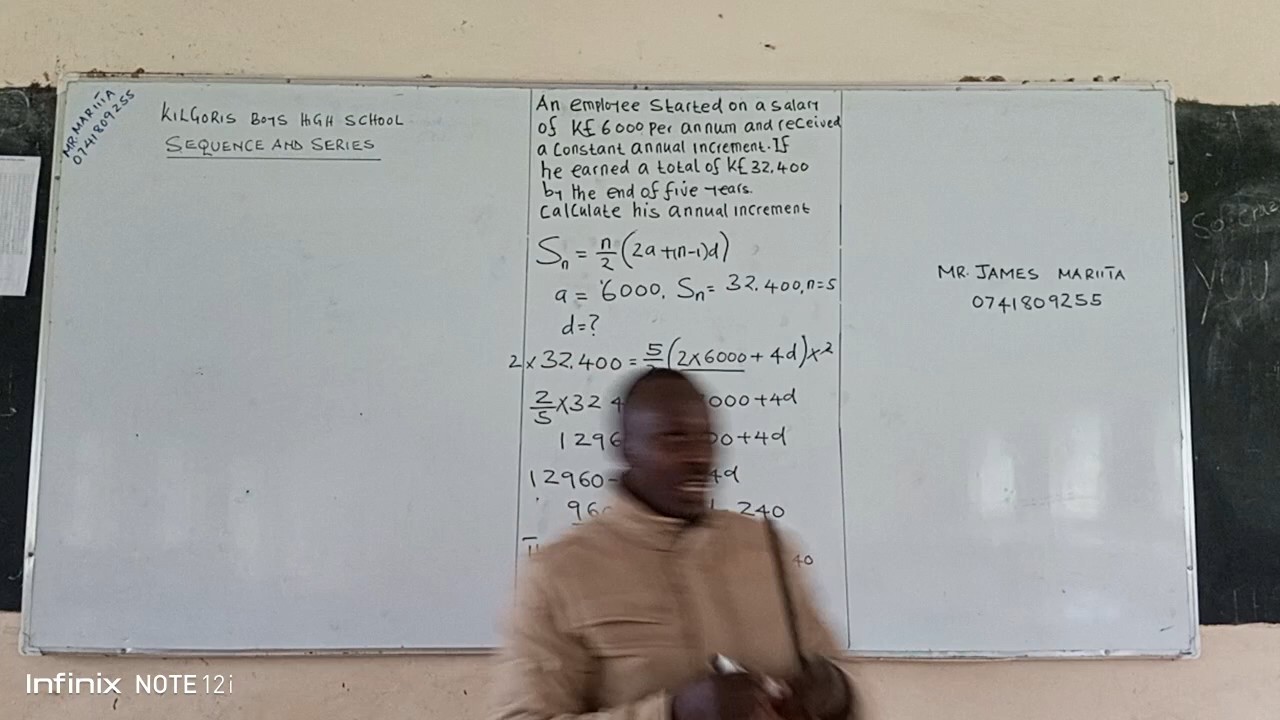 MR. MARIITA
0741809255
KILGORIS BOYS HIGH SCHOOL
SEQUENCE AND SERIES
An employee started on a salary
of K£ 6000 per annum and received
a constant annual increment. If
he earned a total of K£ 32,400
by the end of five years.
Calculate his annual increment
Sₙ = n/2 (2a+(n-1)d)
a = 6000, Sₙ = 32,400, n=5
d=?
2 × 32,400 = 5/ (2×6000 + 4d)×2
2/5 × 32 4 000+4d
1296 00+4d
12960- 4d
96 240
40
MR. JAMES MARIITA
0741809255
YOU
Infinix NOTE 12i